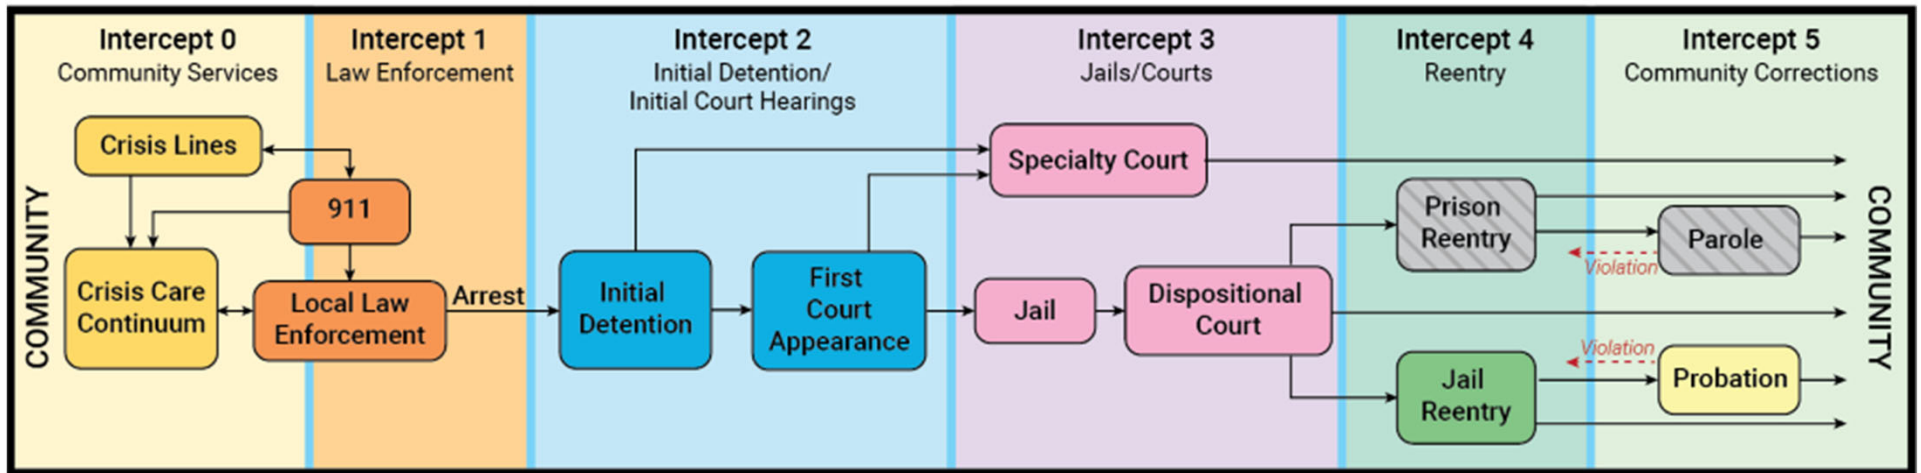 Intercept 0
Community Services
Intercept 1
Law Enforcement
Intercept 2
Initial Detention/
Initial Court Hearings
Intercept 3
Jails/Courts
Intercept 4
Reentry
Intercept 5
Community Corrections
COMMUNITY
Crisis Lines
911
Crisis Care
Continuum
Local Law
Enforcement
Arrest
Initial
Detention
First
Court
Appearance
Specialty Court
Jail
Dispositional
Court
Prison
Reentry
Parole
Violation
Jail
Reentry
Violation
Probation
COMMUNITY